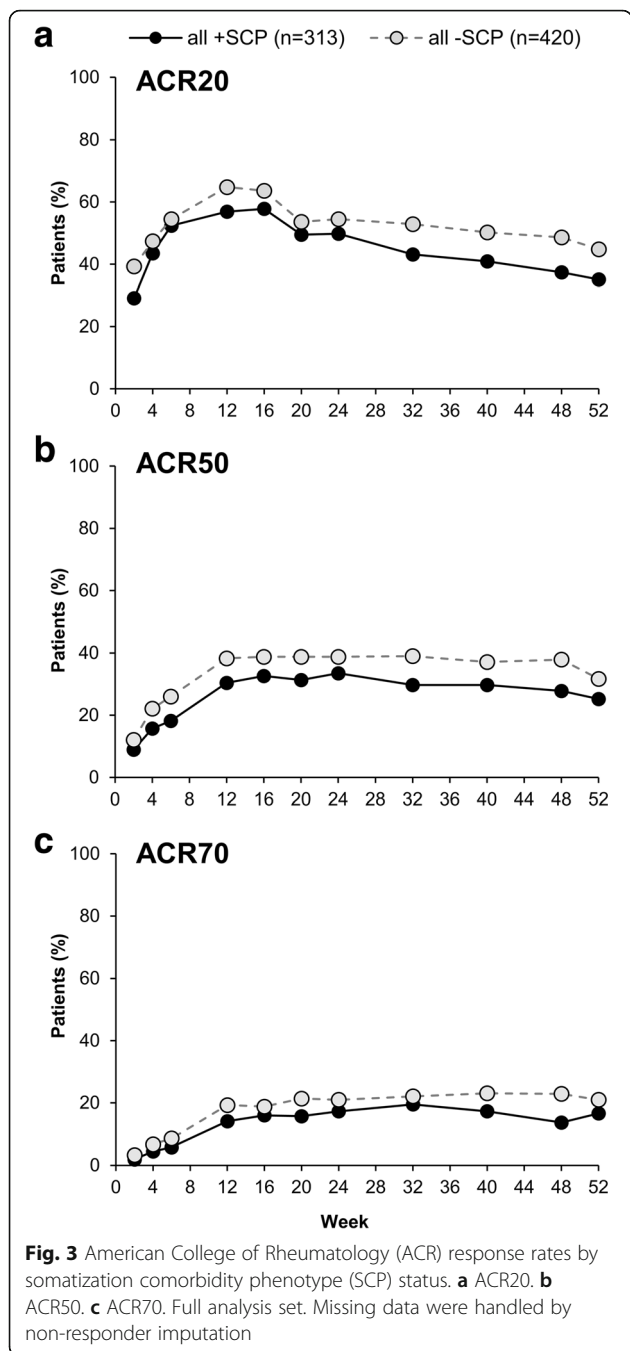 a
all +SCP (n=313) all -SCP (n=420)
ACR20
100
80
60
40
20
0
Patients (%)
0 4 8 12 16 20 24 28 32 36 40 44 48 52
b
ACR50
100
80
60
40
20
0
Patients (%)
0 4 8 12 16 20 24 28 32 36 40 44 48 52
c
ACR70
100
80
60
40
20
0
Patients (%)
0 4 8 12 16 20 24 28 32 36 40 44 48 52
Week
Fig. 3 American College of Rheumatology (ACR) response rates by
somatization comorbidity phenotype (SCP) status. a ACR20. b
ACR50. c ACR70. Full analysis set. Missing data were handled by
non-responder imputation